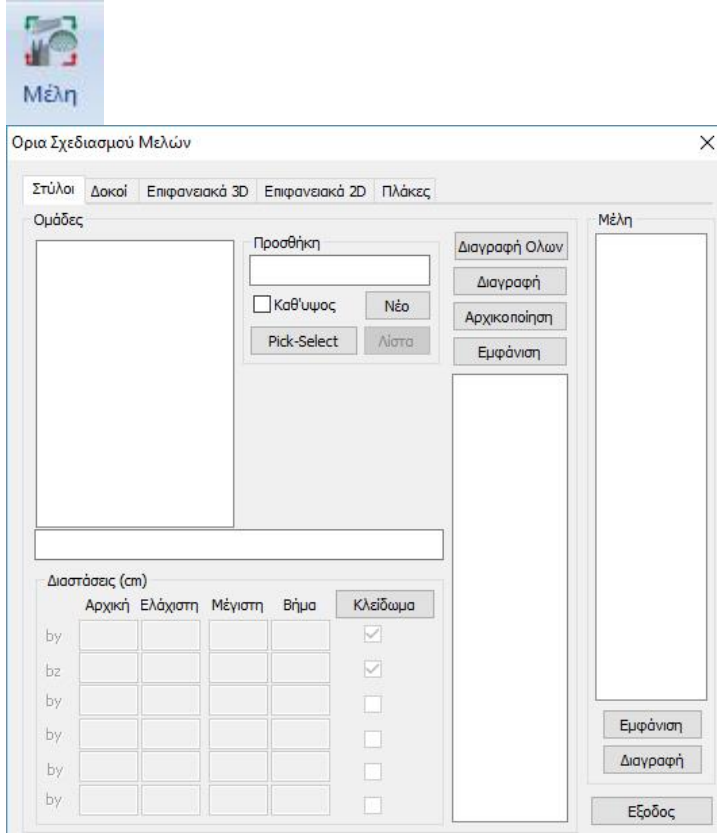 Μέλη
Ορια Σχεδιασμού Μελών
Στύλοι Δοκοί Επιφανειακά 3D Επιφανειακά 2D Πλάκες
Ομάδες
Προσθήκη
Καθ'υψος Νέο
Pick-Select Λίστα
Διαγραφή Ολων
Διαγραφή
Αρχικοποίηση
Εμφάνιση
Διαστάσεις (cm)
Αρχική Ελάχιστη Μέγιστη Βήμα Κλείδωμα
by
bz
by
by
by
by
Μέλη
Εμφάνιση
Διαγραφή
Εξοδος